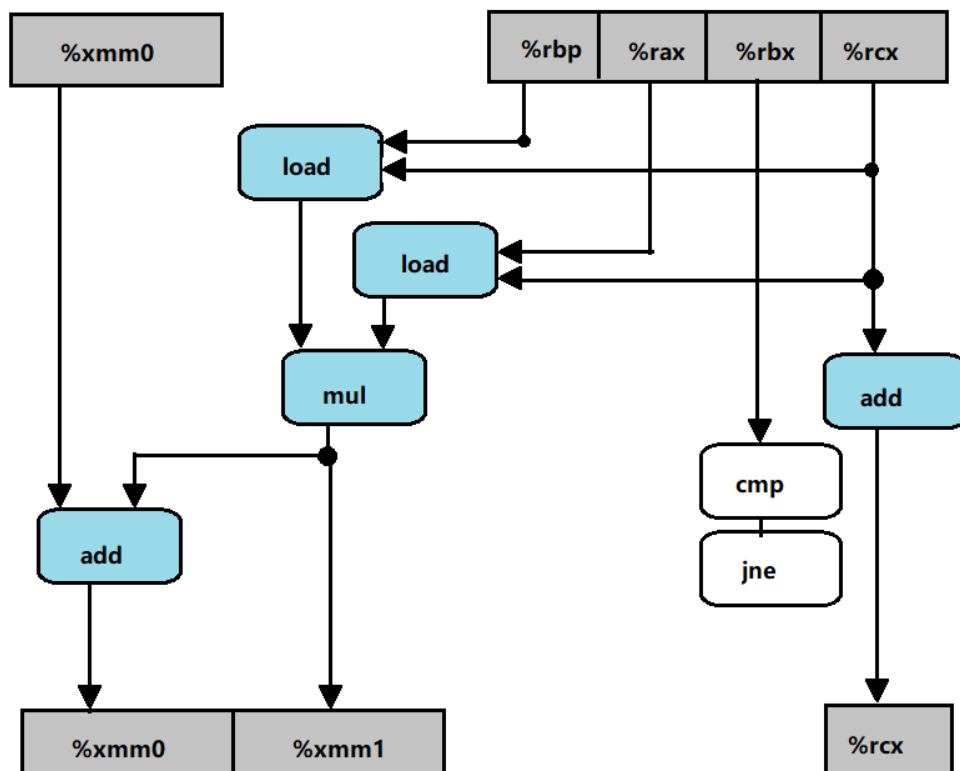 %xmm0
%rbp %rax %rbx %rcx
load
load
mul
add
cmp
add
jne
%xmm0 %xmm1 %rcx